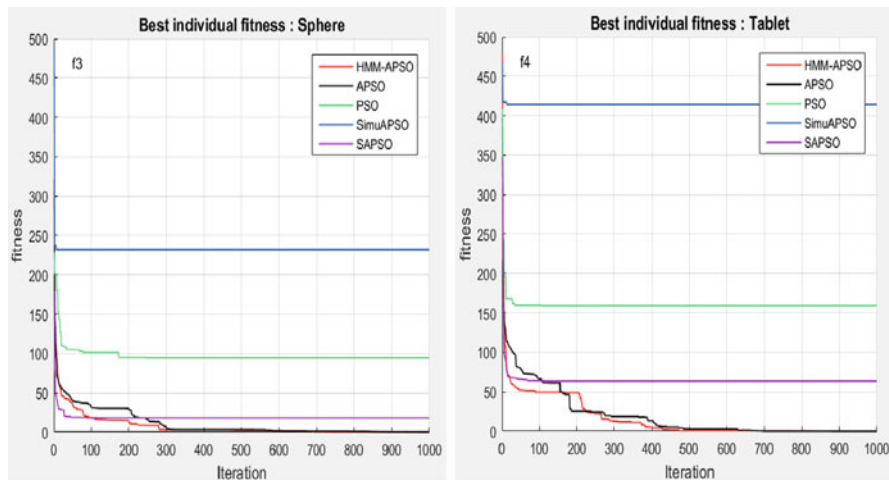 Best individual fitness : Sphere
f3
HMM-APSO
APSO
PSO
SimuAPSO
SAPSO
500
450
400
350
300
250
200
150
100
50
0
fitness
0 100 200 300 400 500 600 700 800 900 1000
Iteration
Best individual fitness : Tablet
f4
HMM-APSO
APSO
PSO
SimuAPSO
SAPSO
500
450
400
350
300
250
200
150
100
50
0
fitness
0 100 200 300 400 500 600 700 800 900 1000
Iteration